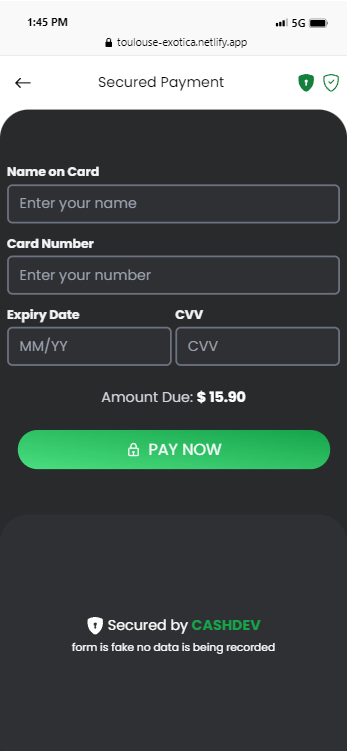 1:45 PM 5G
toulouse-exotica.netlify.app
Secured Payment
Name on Card
Enter your name
Card Number
Enter your number
Expiry Date CVV
MM/YY CVV
Amount Due: $ 15.90
PAY NOW
Secured by CASHDEV
form is fake no data is being recorded